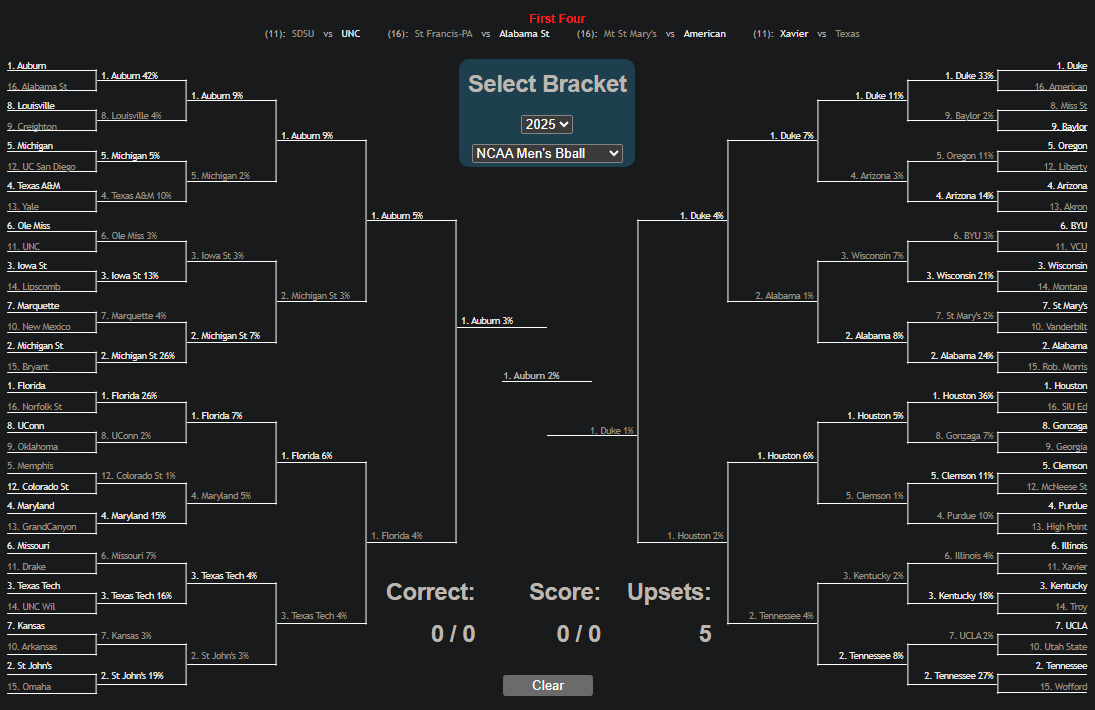 First Four
(11): SDSU vs UNC (16): St Francis-PA vs Alabama St (16): Mt St Mary's vs American (11): Xavier vs Texas
Select Bracket
2025
NCAA Men's Bball
1. Auburn
16. Alabama St
8. Louisville
9. Creighton
5. Michigan
12. UC San Diego
4. Texas A&M
13. Yale
6. Ole Miss
11. UNC
3. Iowa St
14. Lipscomb
7. Marquette
10. New Mexico
2. Michigan St
15. Bryant
1. Florida
16. Norfolk St
8. UConn
9. Oklahoma
5. Memphis
12. Colorado St
4. Maryland
13. GrandCanyon
6. Missouri
11. Drake
3. Texas Tech
14. UNC Wil
7. Kansas
10. Arkansas
2. St John's
15. Omaha
1. Auburn 42%
8. Louisville 4%
5. Michigan 5%
4. Texas A&M 10%
6. Ole Miss 3%
3. Iowa St 13%
7. Marquette 4%
2. Michigan St 26%
1. Florida 26%
8. UConn 2%
12. Colorado St 1%
4. Maryland 15%
6. Missouri 7%
3. Texas Tech 16%
7. Kansas 3%
2. St John's 19%
1. Auburn 9%
5. Michigan 2%
3. Iowa St 3%
2. Michigan St 7%
1. Florida 7%
4. Maryland 5%
3. Texas Tech 4%
2. St John's 3%
1. Auburn 9%
2. Michigan St 3%
1. Florida 6%
3. Texas Tech 4%
1. Auburn 5%
1. Florida 4%
1. Auburn 3%
1. Auburn 2%
1. Duke 1%
1. Duke 4%
1. Houston 2%
1. Duke 7%
2. Alabama 1%
1. Houston 6%
2. Tennessee 4%
1. Duke 11%
4. Arizona 3%
3. Wisconsin 7%
2. Alabama 8%
1. Houston 5%
5. Clemson 1%
3. Kentucky 2%
2. Tennessee 8%
1. Duke 33%
9. Baylor 2%
5. Oregon 11%
4. Arizona 14%
6. BYU 3%
3. Wisconsin 21%
7. St Mary's 2%
2. Alabama 24%
1. Houston 36%
8. Gonzaga 7%
5. Clemson 11%
4. Purdue 10%
6. Illinois 4%
3. Kentucky 18%
7. UCLA 2%
2. Tennessee 27%
1. Duke
16. American
8. Miss St
9. Baylor
5. Oregon
12. Liberty
4. Arizona
13. Akron
6. BYU
11. VCU
3. Wisconsin
14. Montana
7. St Mary's
10. Vanderbilt
2. Alabama
15. Rob. Morris
1. Houston
16. SIU Ed
8. Gonzaga
9. Georgia
5. Clemson
12. McNeese St
4. Purdue
13. High Point
6. Illinois
11. Xavier
3. Kentucky
14. Troy
7. UCLA
10. Utah State
2. Tennessee
15. Wofford
Correct: Score: Upsets:
0 / 0 0 / 0 5
Clear